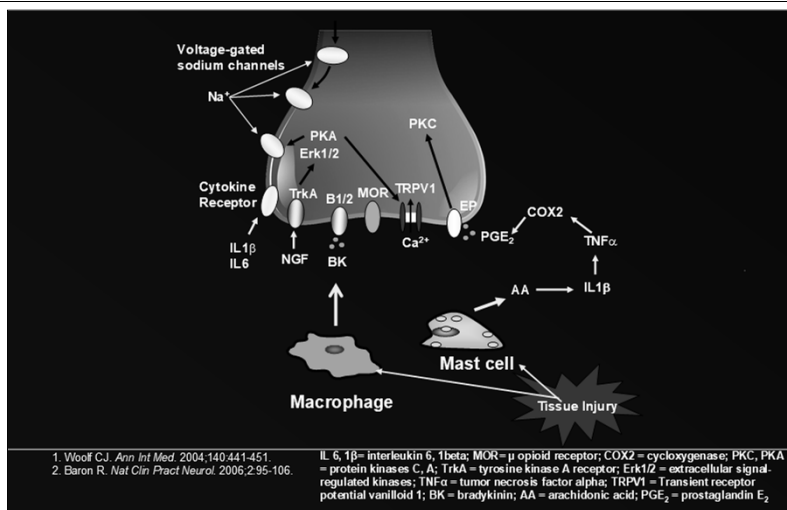 Voltage-gated
sodium channels
Na⁺
PKA
Erk1/2
PKC
Cytokine
Receptor
TrkA
B1/2
MOR
TRPV1
EP
Ca²⁺
PGE₂
COX2
TNFα
IL1β
IL6
NGF
BK
AA
IL1β
Mast cell
Macrophage
Tissue Injury
1. Woolf CJ. Ann Int Med. 2004;140:441-451.
2. Baron R. Nat Clin Pract Neurol. 2006;2:95-106.
IL 6, 1β= interleukin 6, 1beta; MOR= µ opioid receptor; COX2 = cycloxygenase; PKC, PKA
= protein kinases C, A; TrkA = tyrosine kinase A receptor; Erk1/2 = extracellular signal-
regulated kinases; TNFα = tumor necrosis factor alpha; TRPV1 = Transient receptor
potential vanilloid 1; BK = bradykinin; AA = arachidonic acid; PGE₂ = prostaglandin E₂